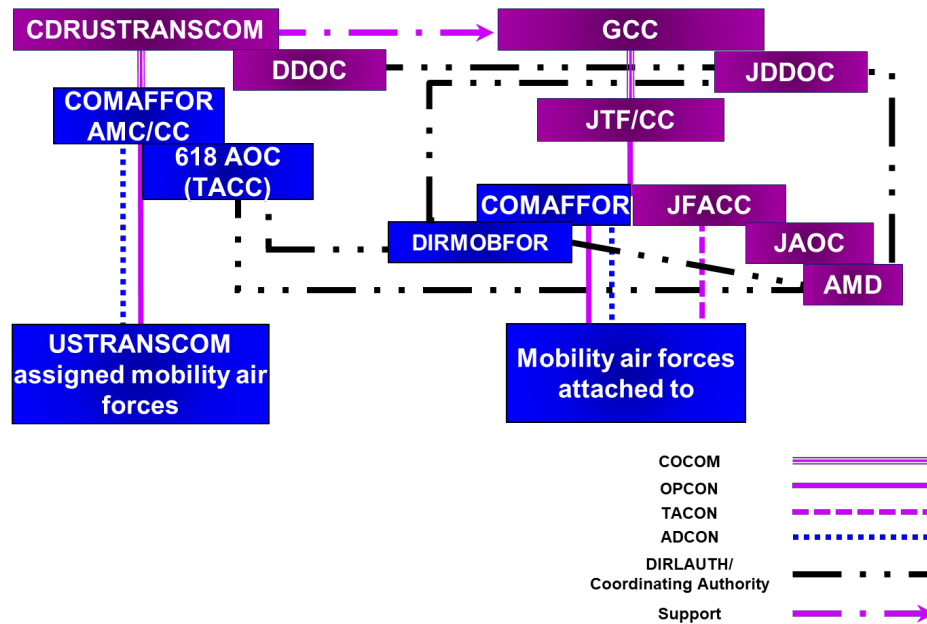 CDRUSTRANSCOM
GCC
DDOC
JDDOC
COMAFFOR
AMC/CC
JTF/CC
618 AOC
(TACC)
COMAFFOR
JFACC
DIRMOBFOR
JAOC
AMD
USTRANSCOM
assigned mobility air
forces
Mobility air forces
attached to
COCOM
OPCON
TACON
ADCON
DIRLAUTH/
Coordinating Authority
Support